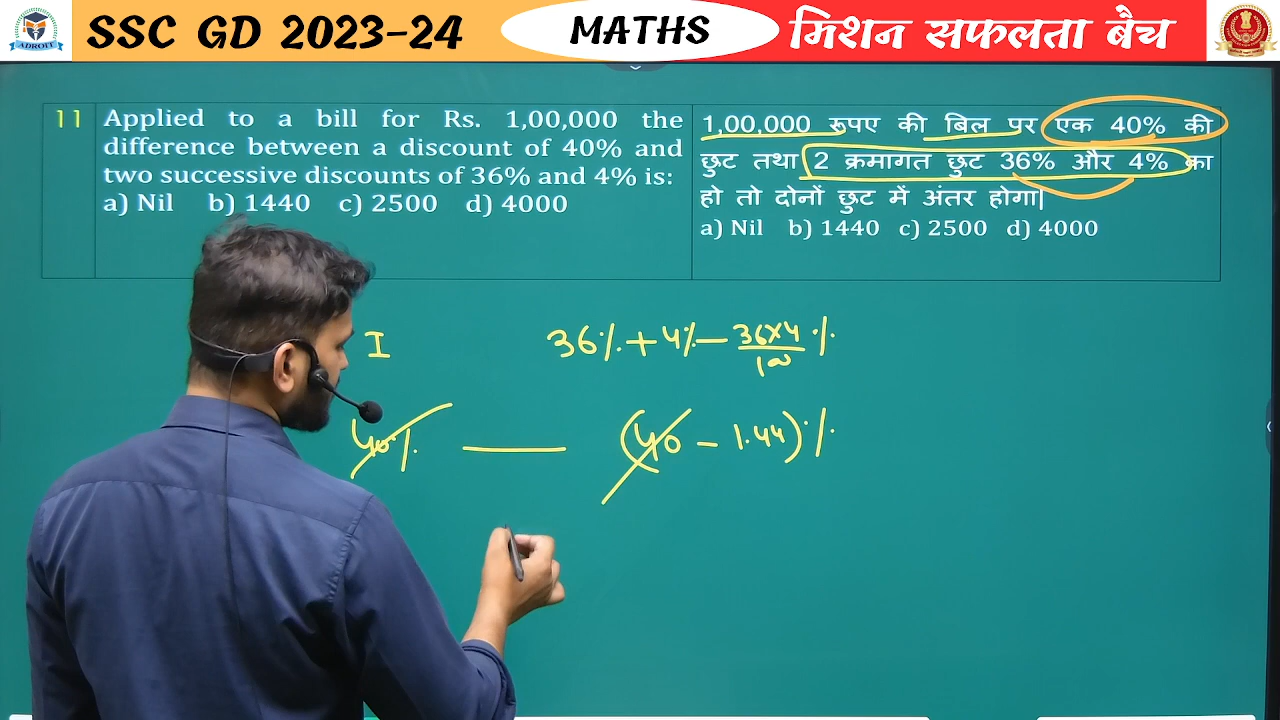 SSC GD 2023-24
MATHS
मिशन सफलता बैच
ADROIT
11
Applied to a bill for Rs. 1,00,000 the
difference between a discount of 40% and
two successive discounts of 36% and 4% is:
a) Nil b) 1440 c) 2500 d) 4000
1,00,000 रूपए की बिल पर एक 40% की
छुट तथा 2 क्रमागत छुट 36% और 4% का
हो तो दोनों छुट में अंतर होगा|
a) Nil b) 1440 c) 2500 d) 4000
I
36% + 4% - 36×4/100 %
40% — (40 - 1.44)%